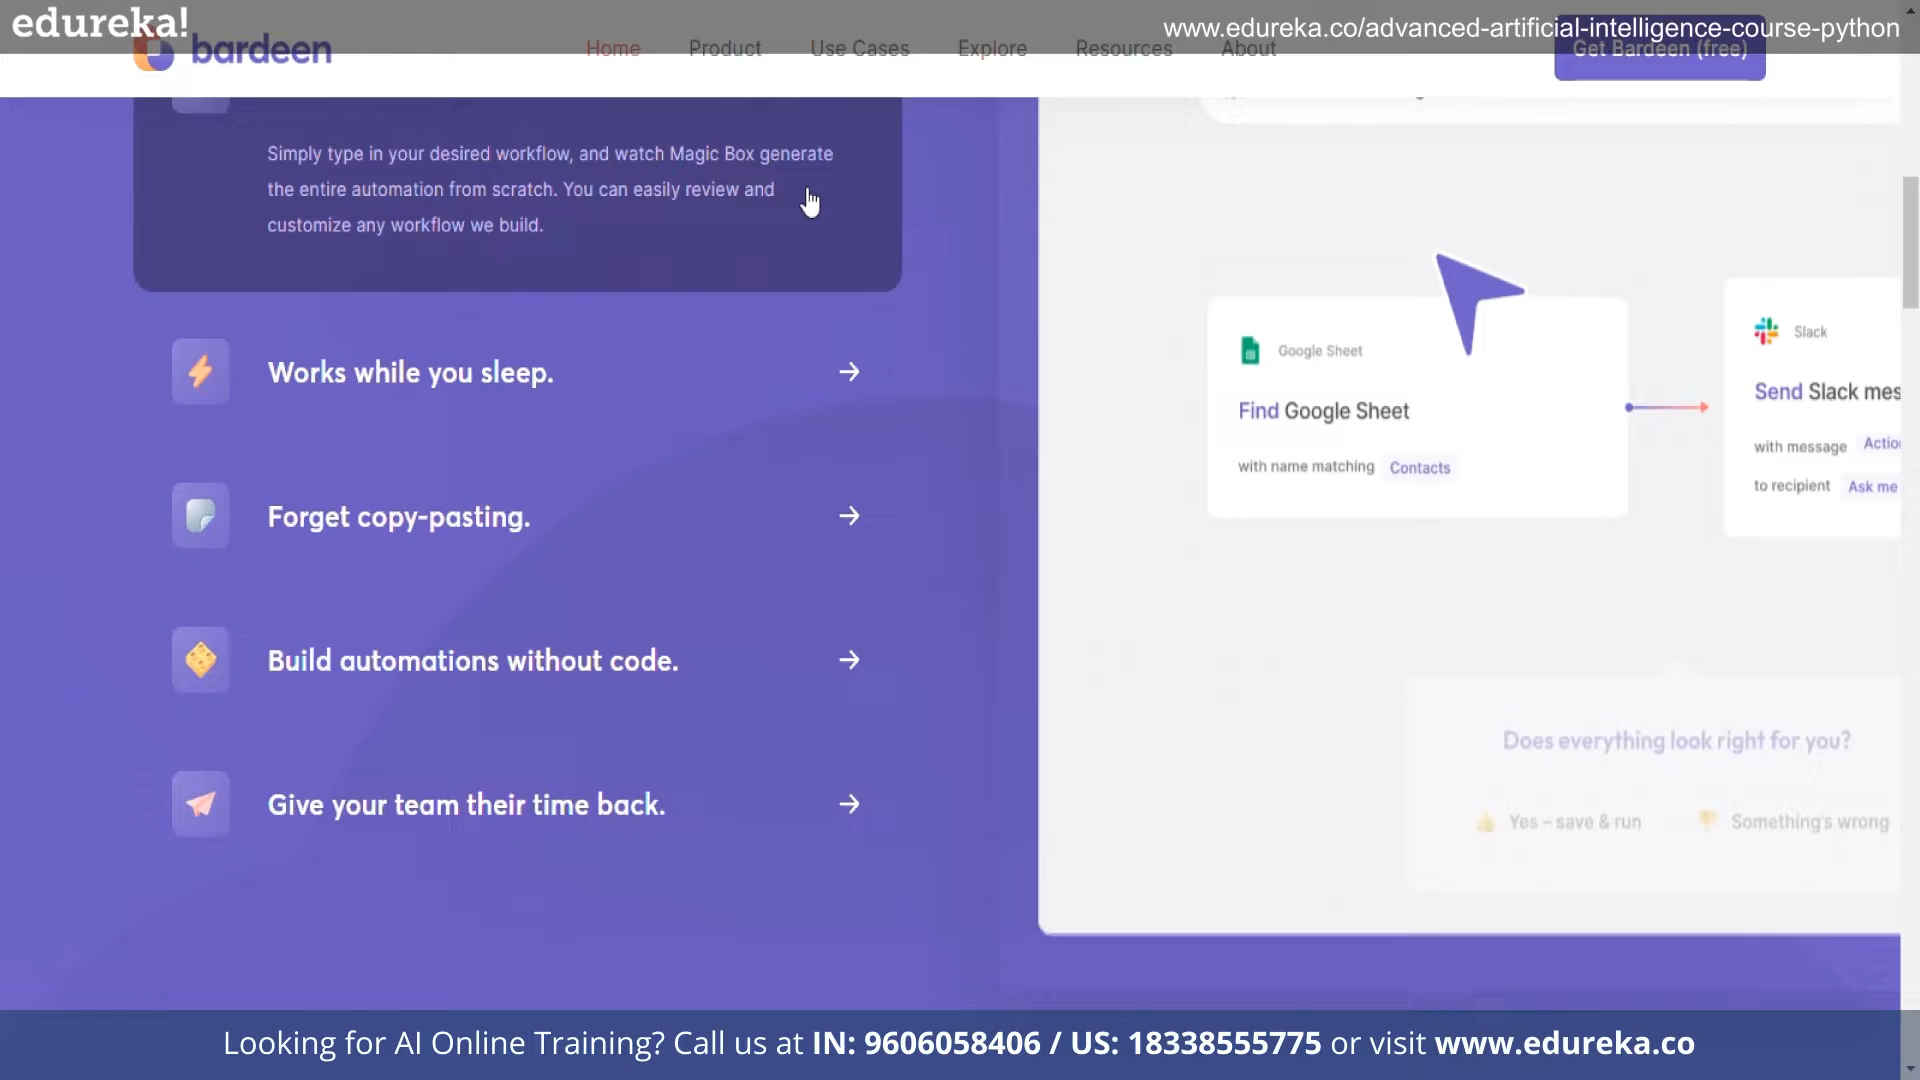 edureka!
www.edureka.co/advanced-artificial-intelligence-course-python
bardeen
Home
Product
Use Cases
Explore
Resources
About
Get Bardeen (free)
Simply type in your desired workflow, and watch Magic Box generate
the entire automation from scratch. You can easily review and
customize any workflow we build.
Works while you sleep.
Forget copy-pasting.
Build automations without code.
Give your team their time back.
Google Sheet
Find Google Sheet
with name matching Contacts
Slack
Send Slack mes
with message Actio
to recipient Ask me
Does everything look right for you?
Yes – save & run
Something's wrong
Looking for AI Online Training? Call us at IN: 9606058406 / US: 18338555775 or visit www.edureka.co